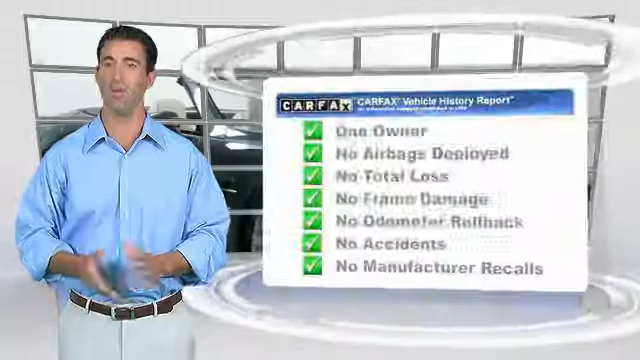 CARFAX CARFAX Vehicle History Report™
One Owner
No Airbags Deployed
No Total Loss
No Frame Damage
No Odometer Rollback
No Accidents
No Manufacturer Recalls